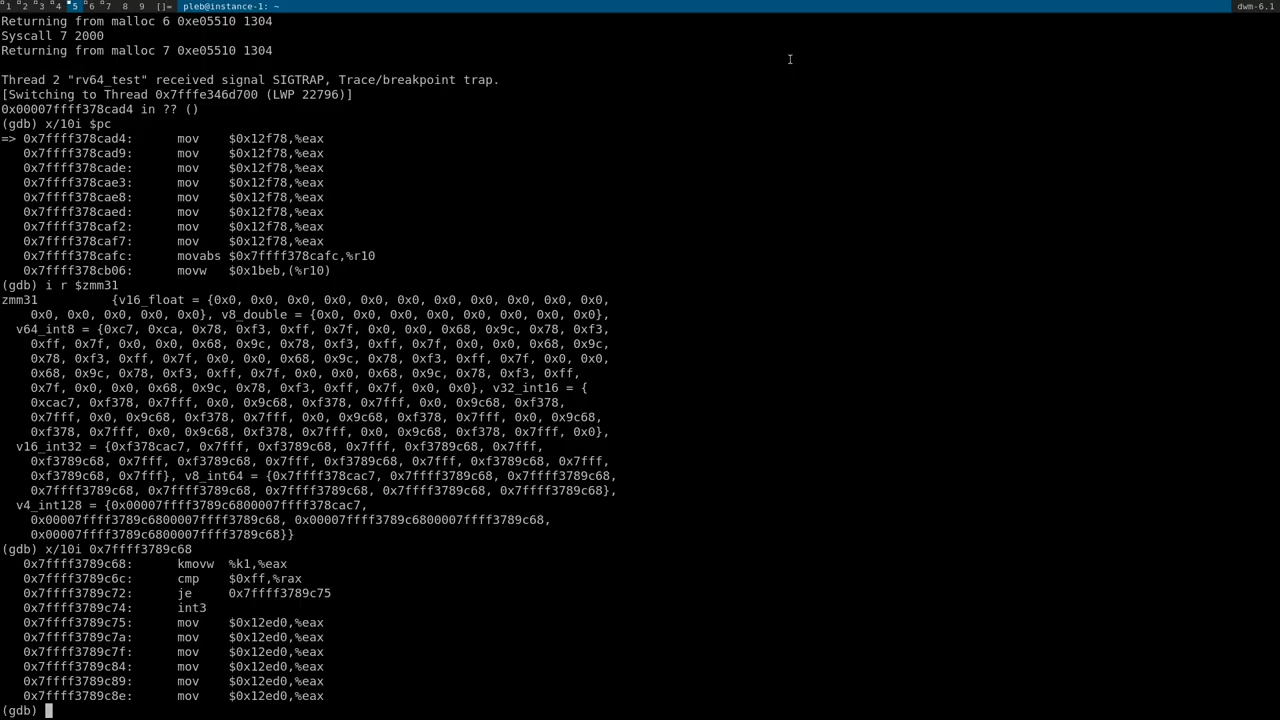 1 2 3 4 5 6 7 8 9 []= pleb@instance-1: ~ dwm-6.1
Returning from malloc 6 0xe05510 1304
Syscall 7 2000
Returning from malloc 7 0xe05510 1304
Thread 2 "rv64_test" received signal SIGTRAP, Trace/breakpoint trap.
[Switching to Thread 0x7fffe346d700 (LWP 22796)]
0x00007ffff378cad4 in ?? ()
(gdb) x/10i $pc
=> 0x7ffff378cad4:      mov    $0x12f78,%eax
   0x7ffff378cad9:      mov    $0x12f78,%eax
   0x7ffff378cade:      mov    $0x12f78,%eax
   0x7ffff378cae3:      mov    $0x12f78,%eax
   0x7ffff378cae8:      mov    $0x12f78,%eax
   0x7ffff378caed:      mov    $0x12f78,%eax
   0x7ffff378caf2:      mov    $0x12f78,%eax
   0x7ffff378caf7:      mov    $0x12f78,%eax
   0x7ffff378cafc:      movabs $0x7ffff378cafc,%r10
   0x7ffff378cb06:      movw   $0x1beb,(%r10)
(gdb) i r $zmm31
zmm31          {v16_float = {0x0, 0x0, 0x0, 0x0, 0x0, 0x0, 0x0, 0x0, 0x0, 0x0, 0x0,
    0x0, 0x0, 0x0, 0x0, 0x0}, v8_double = {0x0, 0x0, 0x0, 0x0, 0x0, 0x0, 0x0, 0x0},
  v64_int8 = {0xc7, 0xca, 0x78, 0xf3, 0xff, 0x7f, 0x0, 0x0, 0x68, 0x9c, 0x78, 0xf3,
    0xff, 0x7f, 0x0, 0x0, 0x68, 0x9c, 0x78, 0xf3, 0xff, 0x7f, 0x0, 0x0, 0x68, 0x9c,
    0x78, 0xf3, 0xff, 0x7f, 0x0, 0x0, 0x68, 0x9c, 0x78, 0xf3, 0xff, 0x7f, 0x0, 0x0,
    0x68, 0x9c, 0x78, 0xf3, 0xff, 0x7f, 0x0, 0x0, 0x68, 0x9c, 0x78, 0xf3, 0xff,
    0x7f, 0x0, 0x0, 0x68, 0x9c, 0x78, 0xf3, 0xff, 0x7f, 0x0, 0x0}, v32_int16 = {
    0xcac7, 0xf378, 0x7fff, 0x0, 0x9c68, 0xf378, 0x7fff, 0x0, 0x9c68, 0xf378,
    0x7fff, 0x0, 0x9c68, 0xf378, 0x7fff, 0x0, 0x9c68, 0xf378, 0x7fff, 0x0, 0x9c68,
    0xf378, 0x7fff, 0x0, 0x9c68, 0xf378, 0x7fff, 0x0, 0x9c68, 0xf378, 0x7fff, 0x0},
  v16_int32 = {0xf378cac7, 0x7fff, 0xf3789c68, 0x7fff, 0xf3789c68, 0x7fff,
    0xf3789c68, 0x7fff, 0xf3789c68, 0x7fff, 0xf3789c68, 0x7fff, 0xf3789c68, 0x7fff,
    0xf3789c68, 0x7fff}, v8_int64 = {0x7ffff378cac7, 0x7ffff3789c68, 0x7ffff3789c68,
    0x7ffff3789c68, 0x7ffff3789c68, 0x7ffff3789c68, 0x7ffff3789c68, 0x7ffff3789c68},
  v4_int128 = {0x00007ffff3789c6800007ffff378cac7,
    0x00007ffff3789c6800007ffff3789c68, 0x00007ffff3789c6800007ffff3789c68,
    0x00007ffff3789c6800007ffff3789c68}}
(gdb) x/10i 0x7ffff3789c68
   0x7ffff3789c68:      kmovw  %k1,%eax
   0x7ffff3789c6c:      cmp    $0xff,%rax
   0x7ffff3789c72:      je     0x7ffff3789c75
   0x7ffff3789c74:      int3
   0x7ffff3789c75:      mov    $0x12ed0,%eax
   0x7ffff3789c7a:      mov    $0x12ed0,%eax
   0x7ffff3789c7f:      mov    $0x12ed0,%eax
   0x7ffff3789c84:      mov    $0x12ed0,%eax
   0x7ffff3789c89:      mov    $0x12ed0,%eax
   0x7ffff3789c8e:      mov    $0x12ed0,%eax
(gdb)